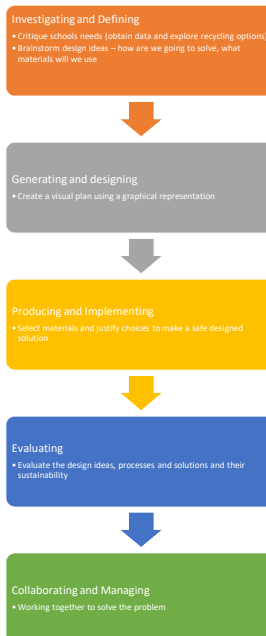 Investigating and Defining
• Critique schools needs (obtain data and explore recycling options)
• Brainstorm design ideas – how are we going to solve, what
materials will we use
Generating and designing
• Create a visual plan using a graphical representation
Producing and Implementing
• Select materials and justify choices to make a safe designed
solution
Evaluating
• Evaluate the design ideas, processes and solutions and their
sustainability
Collaborating and Managing
• Working together to solve the problem